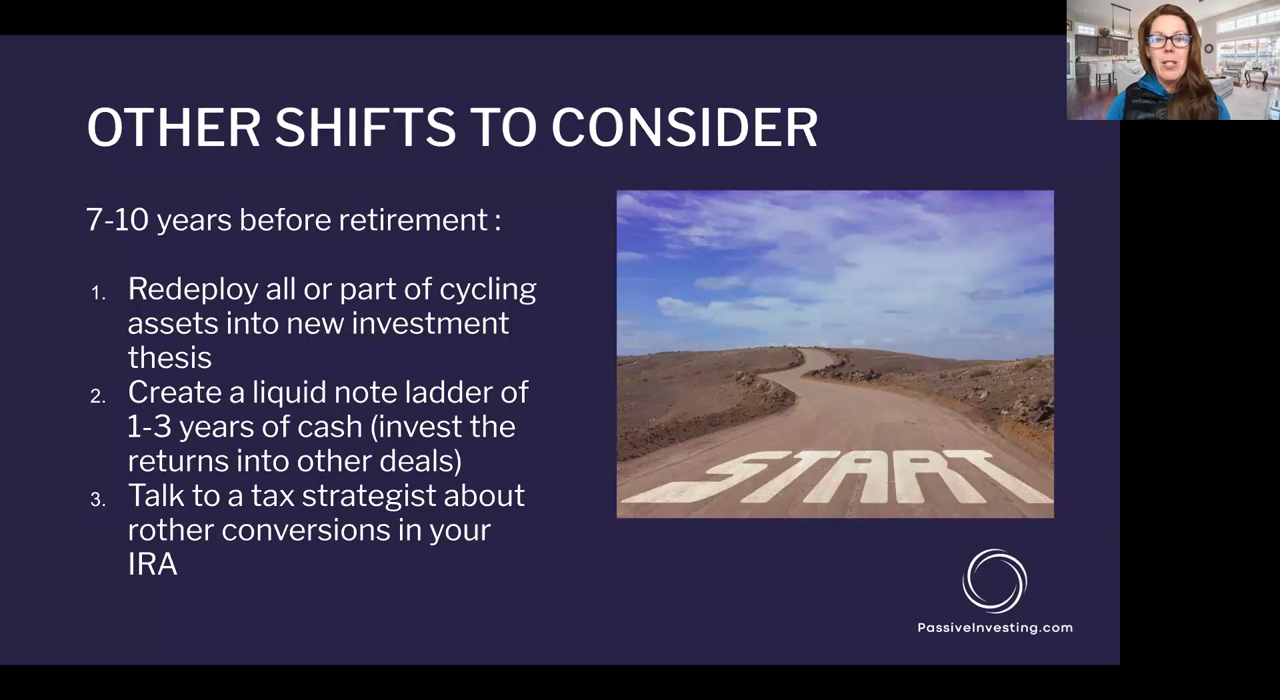 OTHER SHIFTS TO CONSIDER
7-10 years before retirement :
1. Redeploy all or part of cycling
assets into new investment
thesis
2. Create a liquid note ladder of
1-3 years of cash (invest the
returns into other deals)
3. Talk to a tax strategist about
rother conversions in your
IRA
START
PassiveInvesting.com